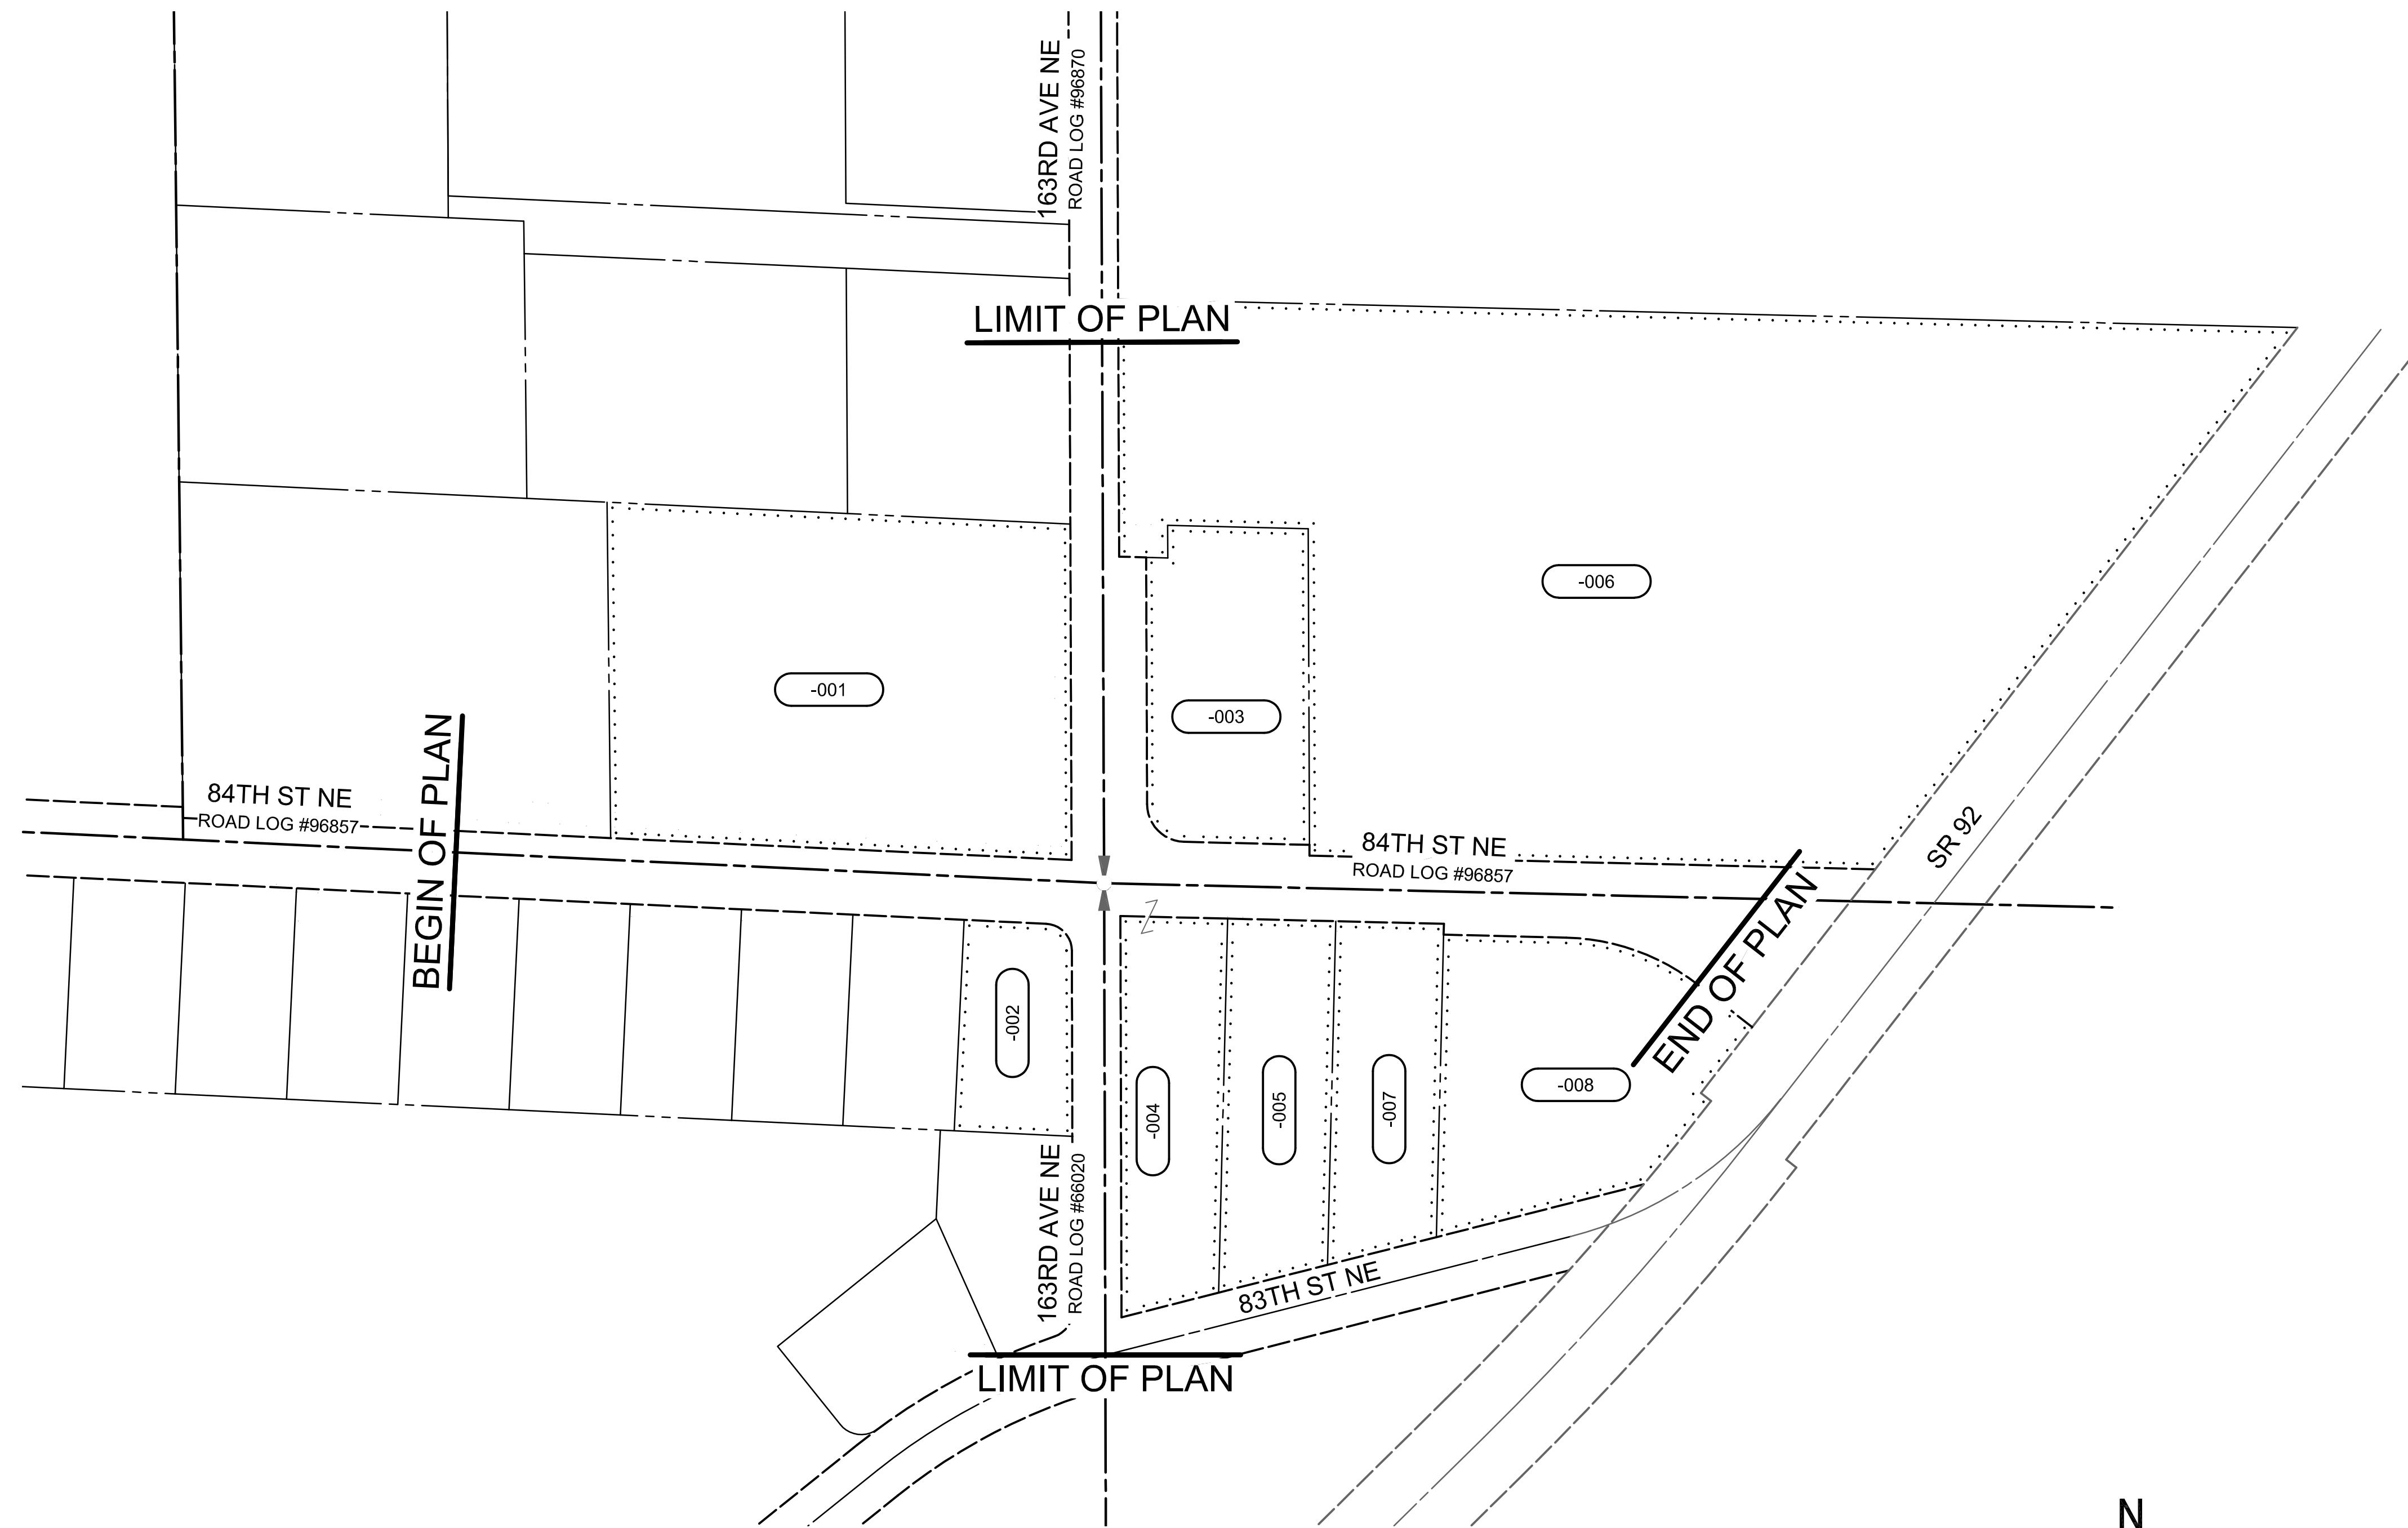 163RD AVE NE
ROAD LOG #96870
LIMIT OF PLAN
-006
-001
-003
BEGIN OF PLAN
84TH ST NE
ROAD LOG #96857
84TH ST NE
ROAD LOG #96857
SR 92
END OF PLAN
-002
-004
-005
-007
-008
163RD AVE NE
ROAD LOG #66020
83TH ST NE
LIMIT OF PLAN
N